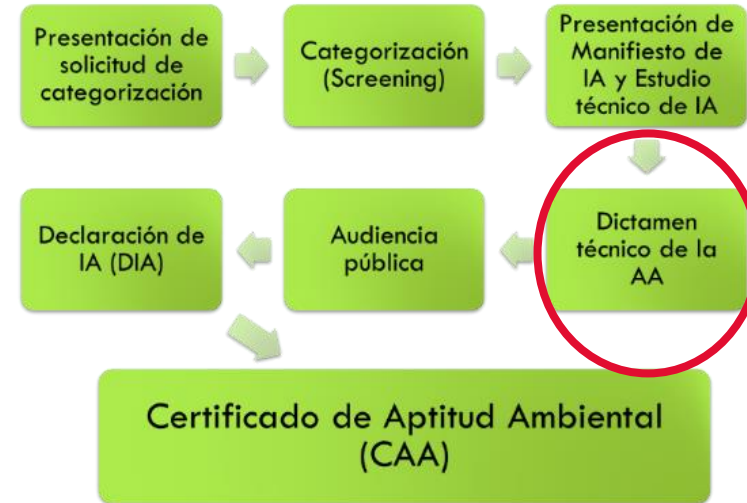 Presentación de
solicitud de
categorización
Categorización
(Screening)
Presentación de
Manifiesto de
IA y Estudio
técnico de IA
Dictamen
técnico de la
AA
Audiencia
pública
Declaración de
IA (DIA)
Certificado de Aptitud Ambiental
(CAA)